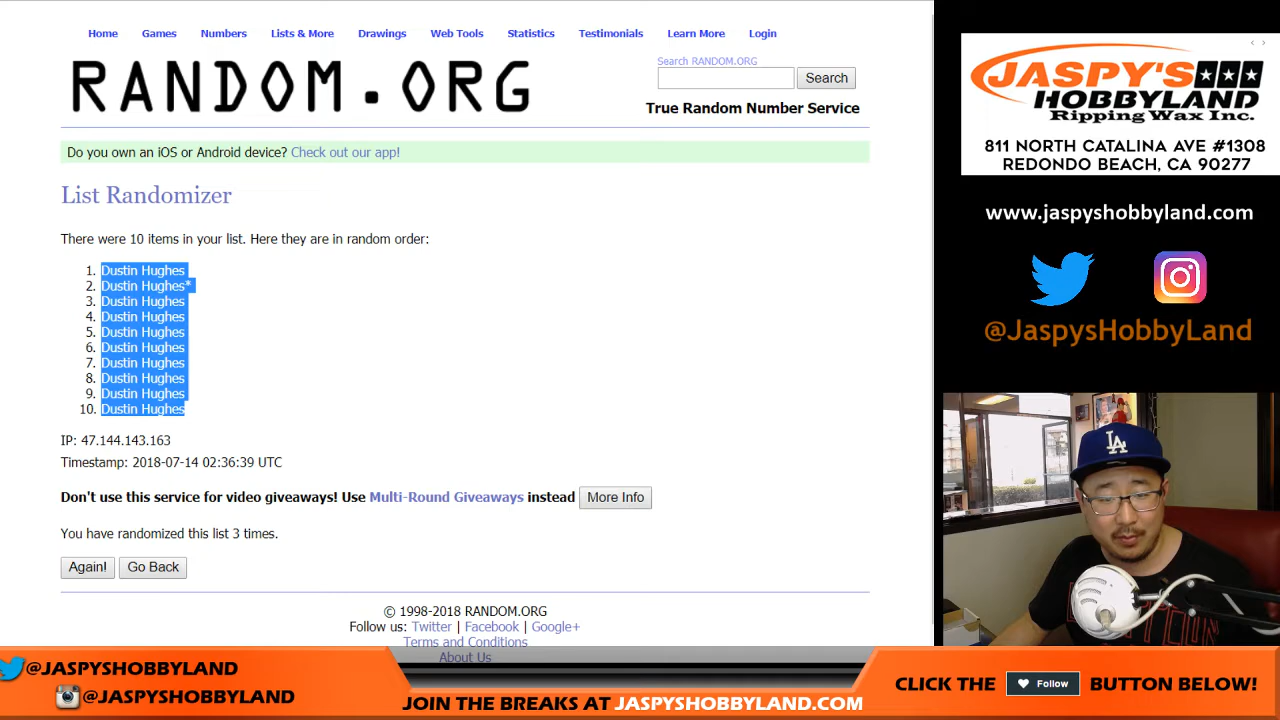 Home Games Numbers Lists & More Drawings Web Tools Statistics Testimonials Learn More Login
RANDOM.ORG
Search RANDOM.ORG
Search
True Random Number Service
Do you own an iOS or Android device? Check out our app!
List Randomizer
There were 10 items in your list. Here they are in random order:
1. Dustin Hughes
2. Dustin Hughes*
3. Dustin Hughes
4. Dustin Hughes
5. Dustin Hughes
6. Dustin Hughes
7. Dustin Hughes
8. Dustin Hughes
9. Dustin Hughes
10. Dustin Hughes
IP: 47.144.143.163
Timestamp: 2018-07-14 02:36:39 UTC
Don't use this service for video giveaways! Use Multi-Round Giveaways instead More Info
You have randomized this list 3 times.
Again! Go Back
© 1998-2018 RANDOM.ORG
Follow us: Twitter | Facebook | Google+
Terms and Conditions
About Us
JASPY'S
HOBBYLAND
Ripping Wax Inc.
811 NORTH CATALINA AVE #1308
REDONDO BEACH, CA 90277
www.jaspyshobbyland.com
@JaspysHobbyLand
LA
@JASPYSHOBBYLAND
@JASPYSHOBBYLAND
JOIN THE BREAKS AT JASPYSHOBBYLAND.COM
CLICK THE Follow BUTTON BELOW!